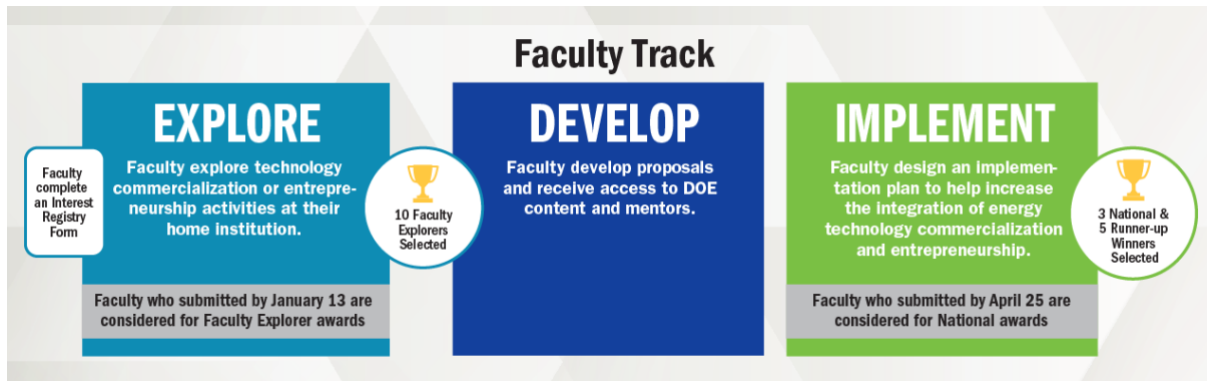 Faculty Track
Faculty
complete
an Interest
Registry
Form
EXPLORE
Faculty explore technology
commercialization or entrepre-
neurship activities at their
home institution.
Faculty who submitted by January 13 are
considered for Faculty Explorer awards
10 Faculty
Explorers
Selected
DEVELOP
Faculty develop proposals
and receive access to DOE
content and mentors.
IMPLEMENT
Faculty design an implemen-
tation plan to help increase
the integration of energy
technology commercialization
and entrepreneurship.
Faculty who submitted by April 25 are
considered for National awards
3 National &
5 Runner-up
Winners
Selected